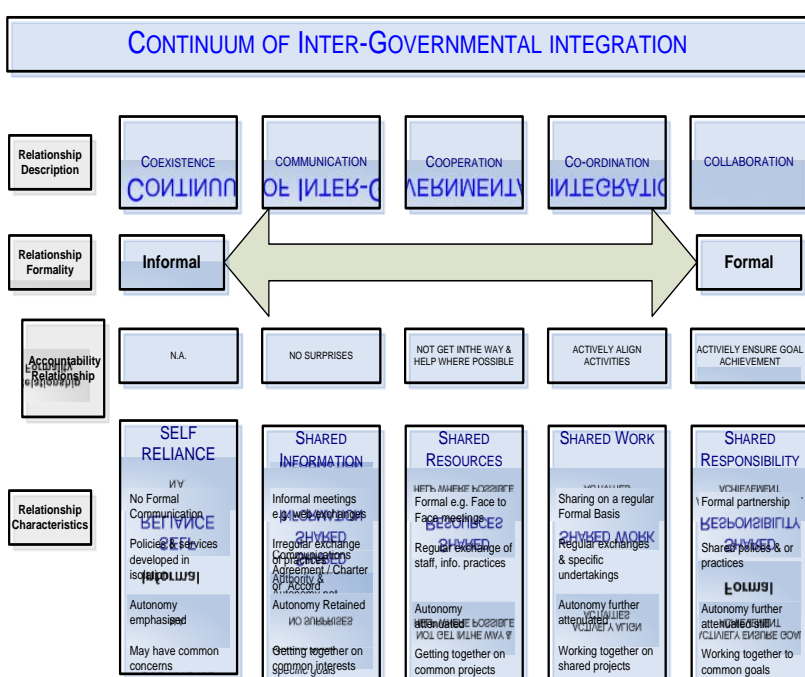 CONTINUUM OF INTER-GOVERNMENTAL INTEGRATION
Relationship
Description
COEXISTENCE
COMMUNICATION
COOPERATION
CO-ORDINATION
COLLABORATION
Relationship
Formality
Informal
Formal
Accountability
Relationship
N.A.
NO SURPRISES
NOT GET INTHE WAY &
HELP WHERE POSSIBLE
ACTIVELY ALIGN
ACTIVITIES
ACTIVIELY ENSURE GOAL
ACHIEVEMENT
Relationship
Characteristics
SELF
RELIANCE
No Formal
Communication
Policies & services
developed in
isolation
Autonomy
emphasised
May have common
concerns
SHARED
INFORMATION
Informal meetings
e.g. web exchanges
Irregular exchange
of practices
Communications
Agreement / Charter
or Accord
Authority &
Autonomy Retained
Getting together on
common interests
SHARED
RESOURCES
Formal e.g. Face to
Face meetings
Regular exchange of
staff, info. practices
Autonomy
attenuated
Getting together on
common projects
SHARED WORK
Sharing on a regular
Formal Basis
Regular exchanges
& specific
undertakings
Autonomy further
attenuated
Working together on
shared projects
SHARED
RESPONSIBILITY
Formal partnership
Shared polices & or
practices
Autonomy further
attenuated still
Working together to
common goals